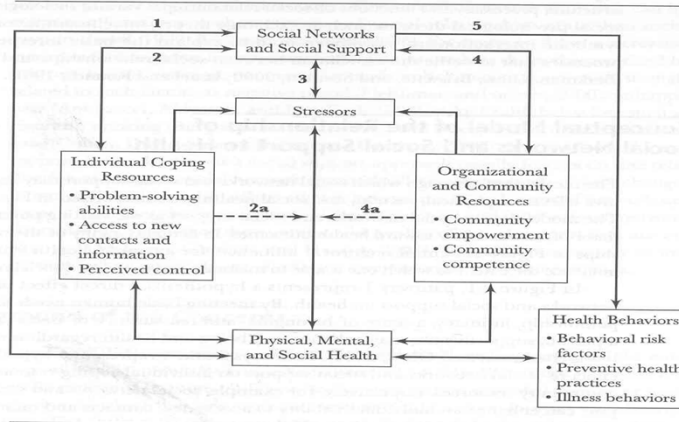 1
Social Networks
and Social Support
5
2
4
3
Stressors
Individual Coping
Resources
• Problem-solving
abilities
• Access to new
contacts and
information
• Perceived control
2a
4a
Organizational
and Community
Resources
• Community
empowerment
• Community
competence
Physical, Mental,
and Social Health
Health Behaviors
• Behavioral risk
factors
• Preventive health
practices
• Illness behaviors